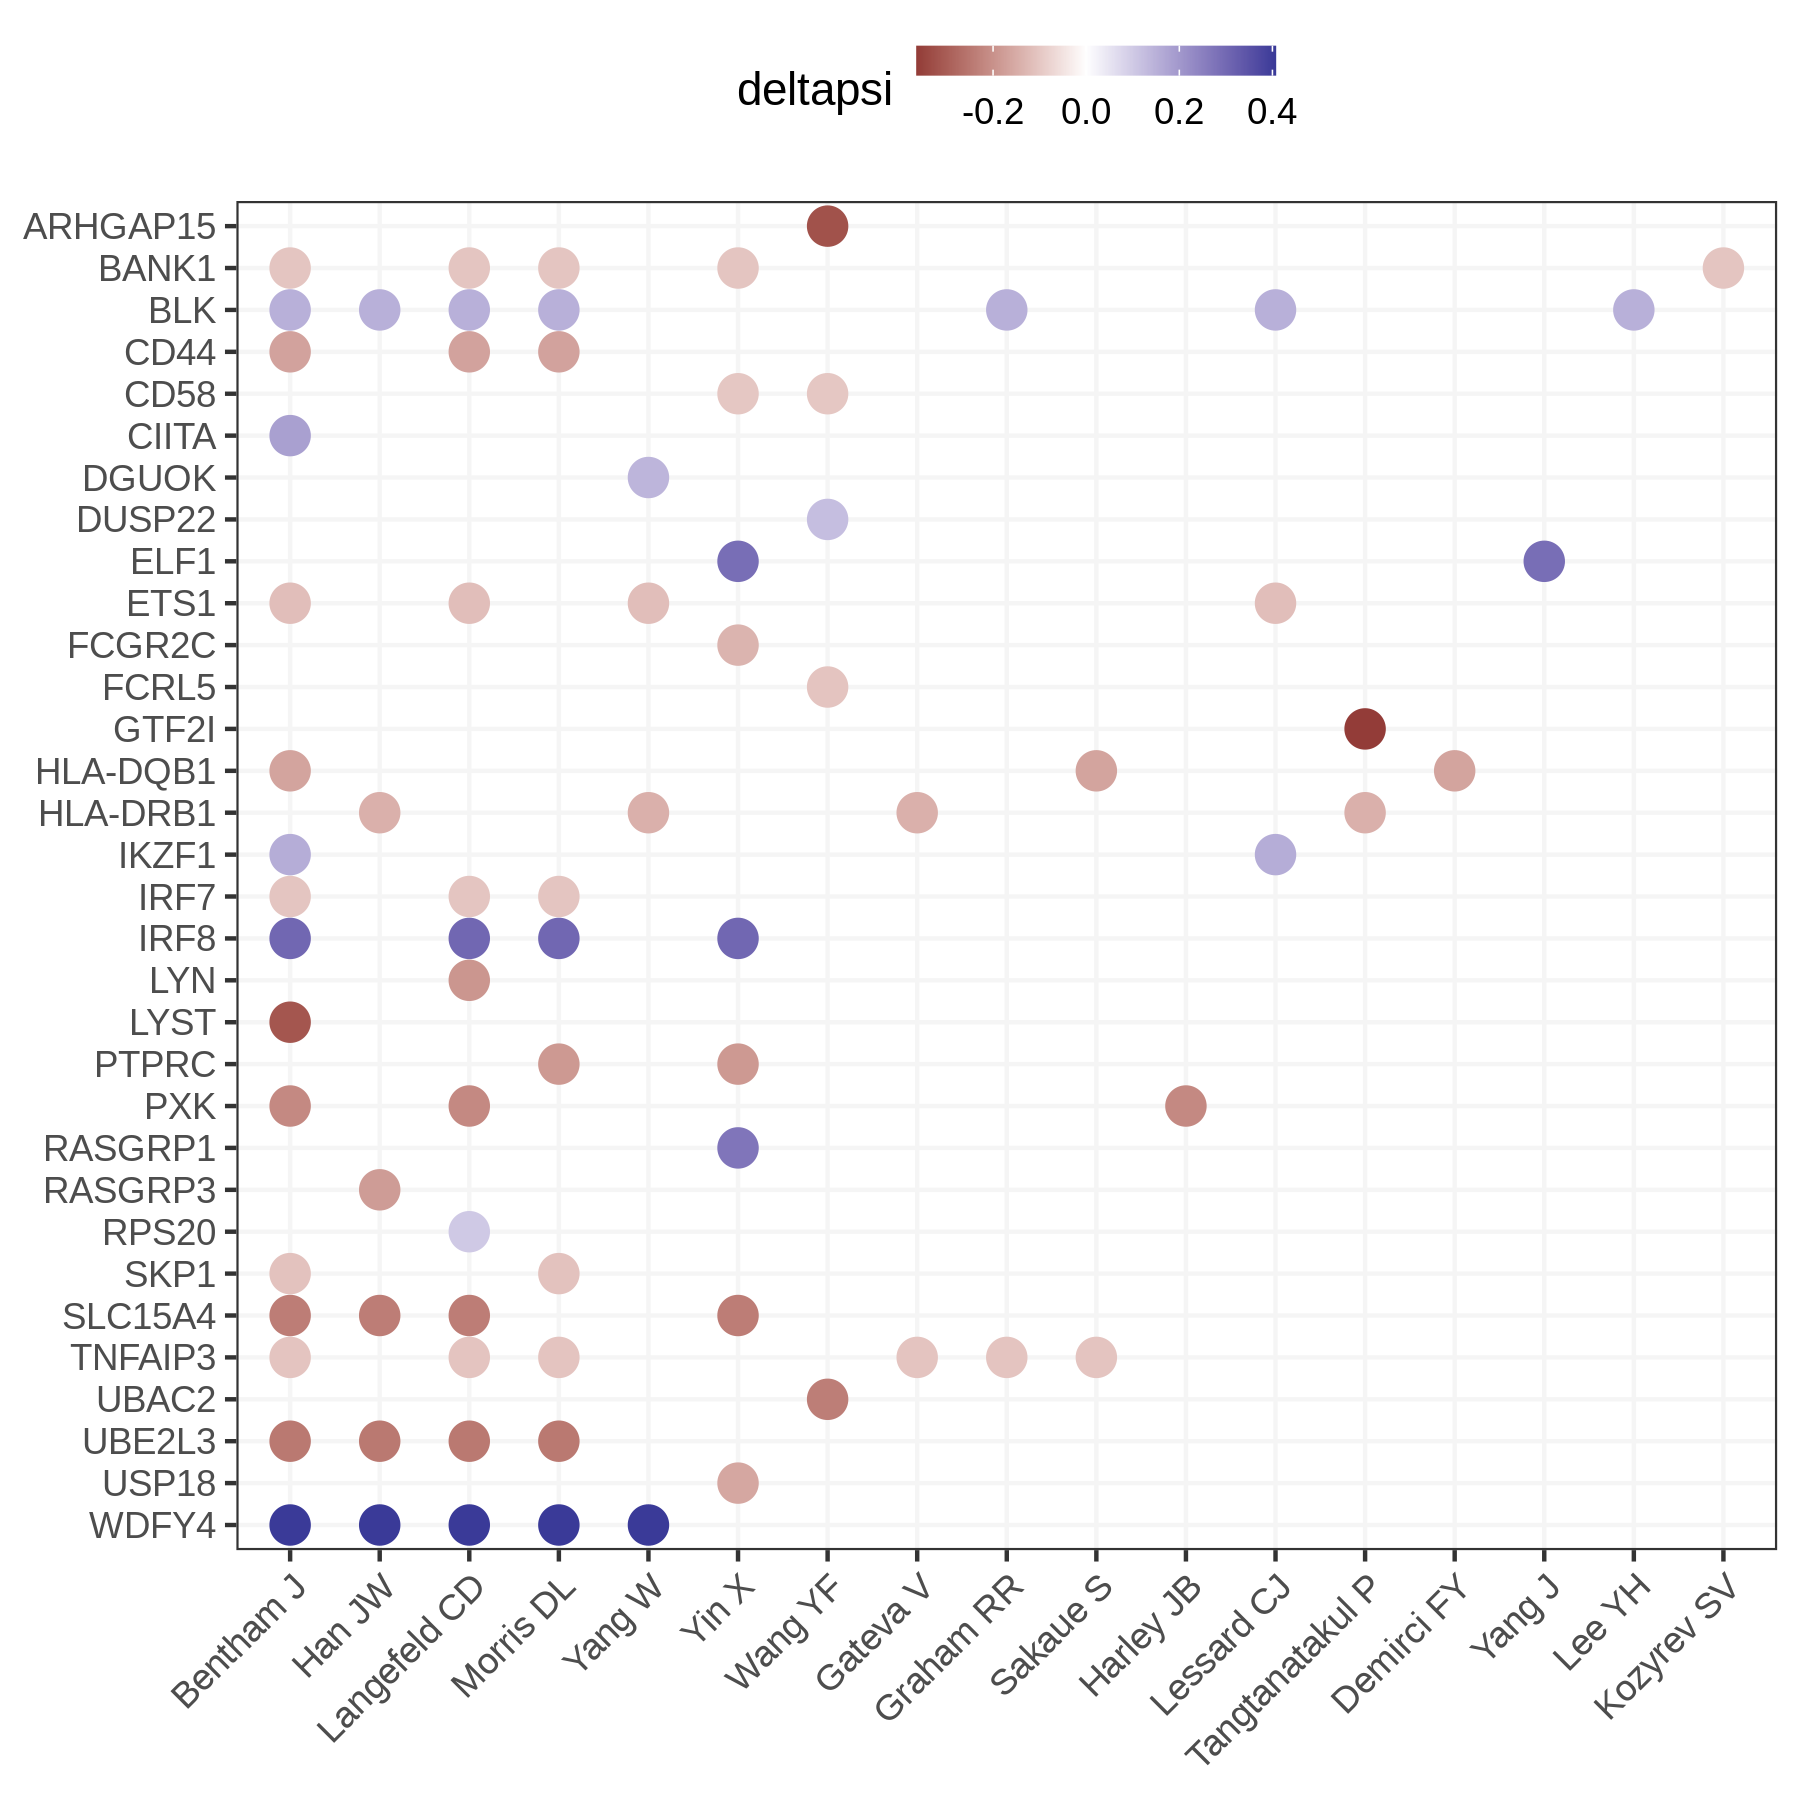 deltapsi
-0.2 0.0 0.2 0.4
ARHGAP15
BANK1
BLK
CD44
CD58
CIITA
DGUOK
DUSP22
ELF1
ETS1
FCGR2C
FCRL5
GTF2I
HLA-DQB1
HLA-DRB1
IKZF1
IRF7
IRF8
LYN
LYST
PTPRC
PXK
RASGRP1
RASGRP3
RPS20
SKP1
SLC15A4
TNFAIP3
UBAC2
UBE2L3
USP18
WDFY4
Bentham J
Han JW
Langefeld CD
Morris DL
Yang W
Yin X
Wang YF
Gateva V
Graham RR
Sakaue S
Harley JB
Lessard CJ
Tangtanatakul P
Demirci FY
Yang J
Lee YH
Kozyrev SV